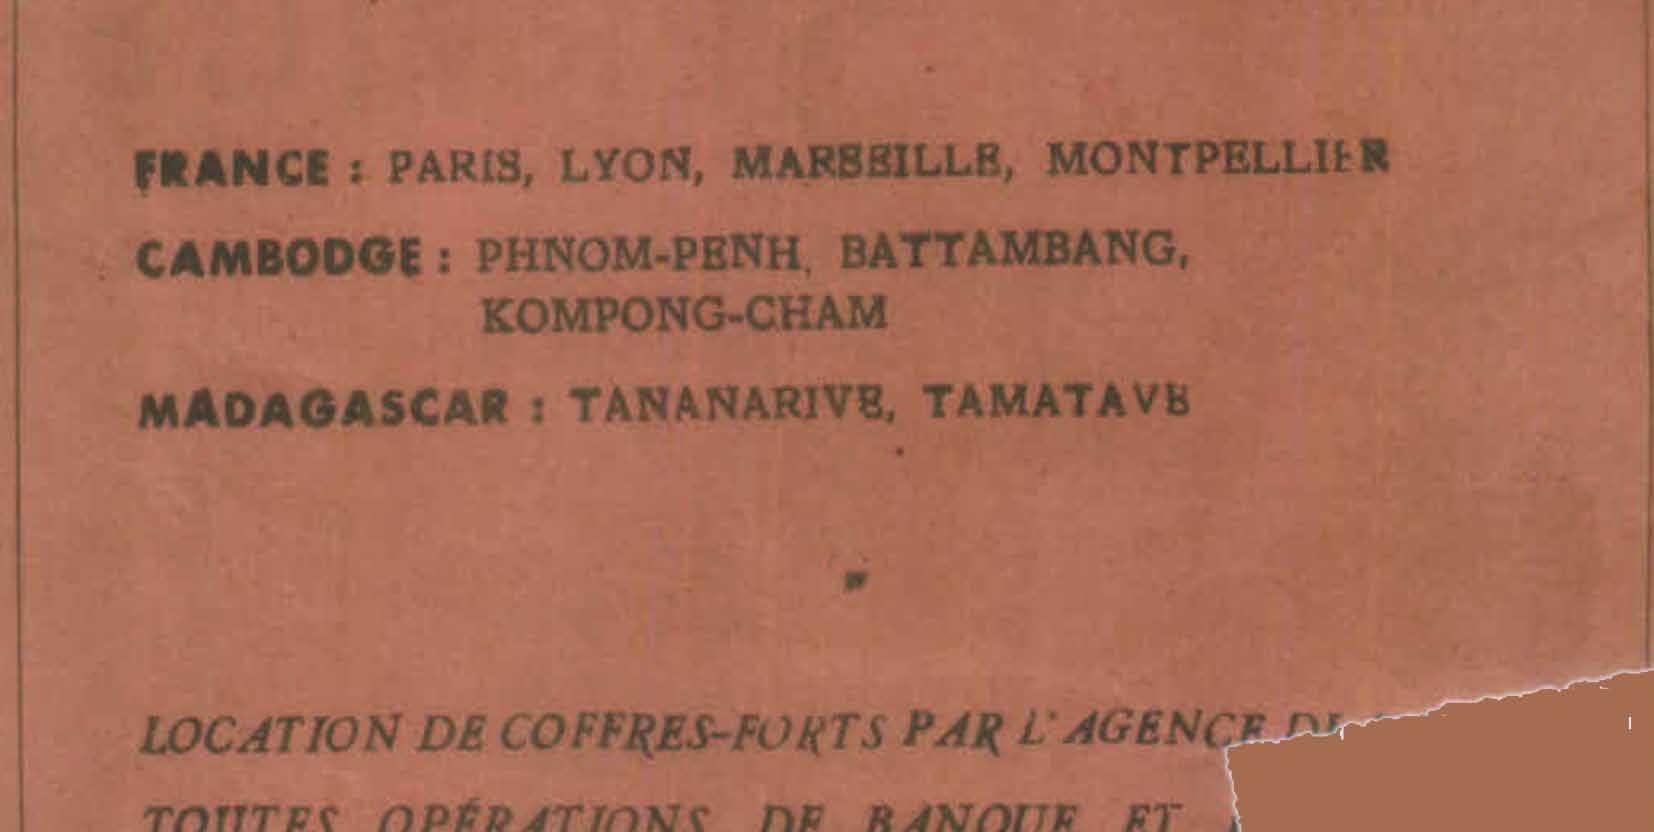 FRANCE : PARIS, LYON, MARSEILLE, MONTPELLIER
CAMBODGE : PHNOM-PENH, BATTAMBANG,
KOMPONG-CHAM
MADAGASCAR : TANANARIVE, TAMATAVE
LOCATION DE COFFRES-FORTS PAR L'AGENCE DE
TOUTES OPÉRATIONS DE BANQUE ET